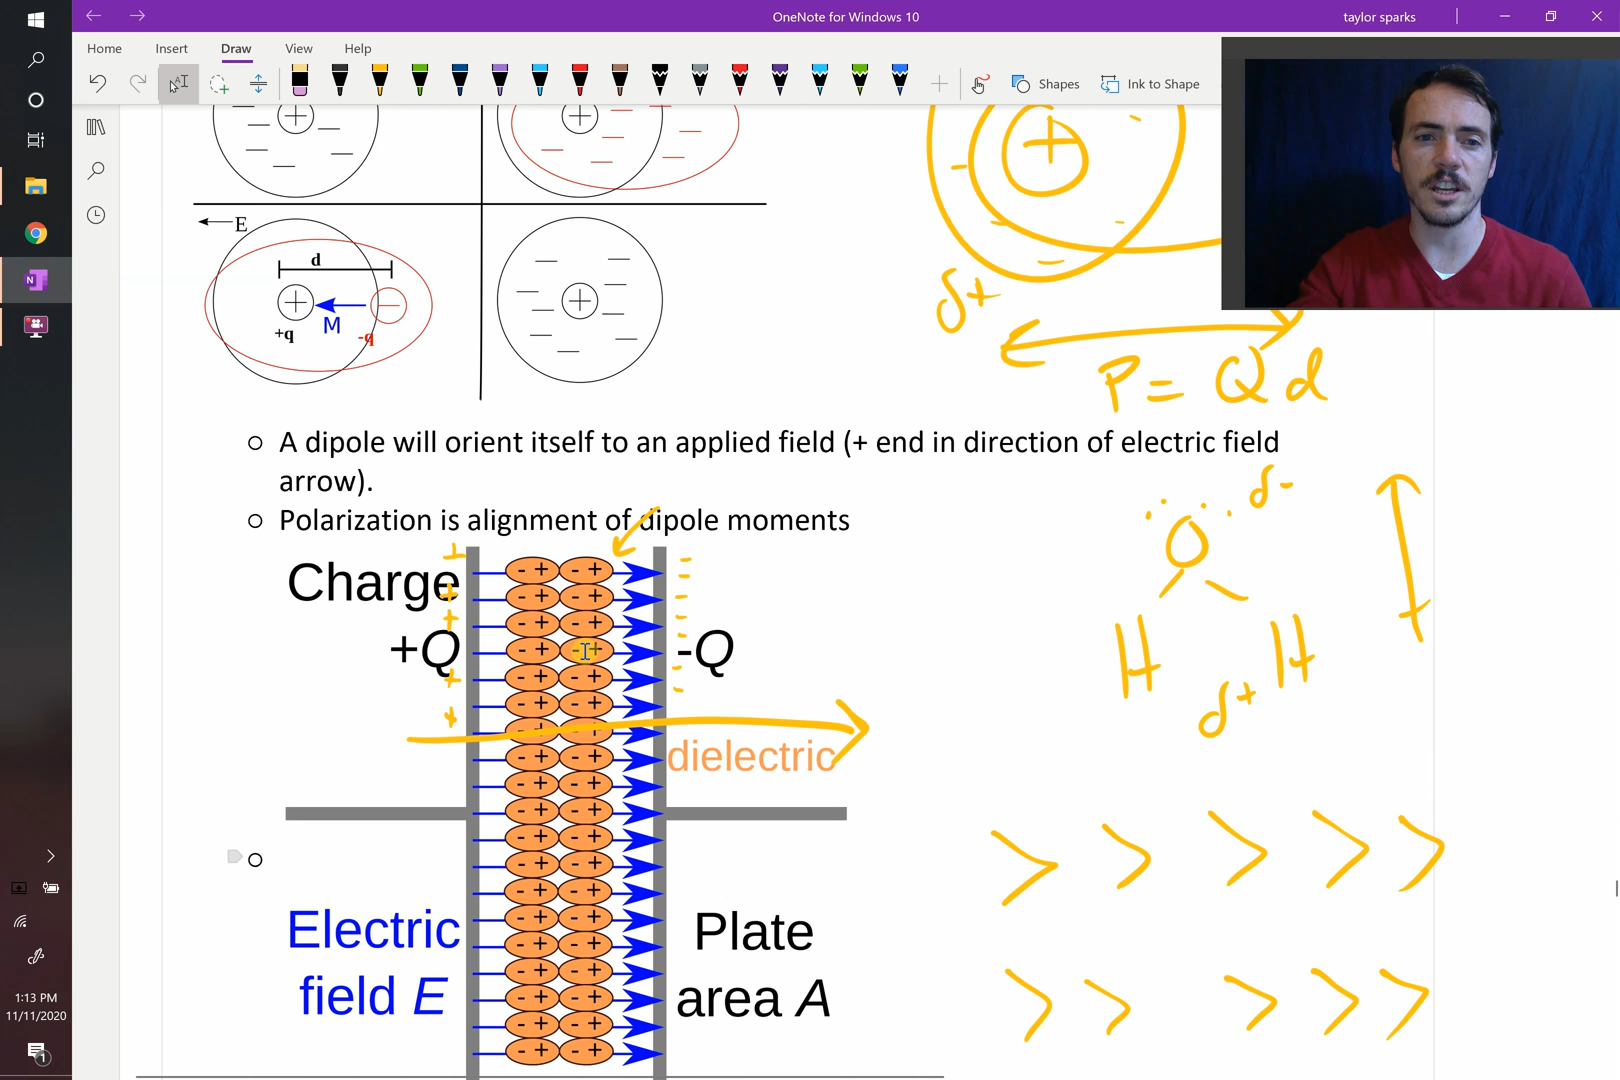 OneNote for Windows 10
taylor sparks
Home Insert Draw View Help
Shapes
Ink to Shape
+
+
E
d
+q
M
-q
+
δ+
P = Qd
○ A dipole will orient itself to an applied field (+ end in direction of electric field
arrow).
○ Polarization is alignment of dipole moments
Charge
+Q
-Q
dielectric
Electric
field E
Plate
area A
δ-
O
H H
δ+
1:13 PM
11/11/2020
1